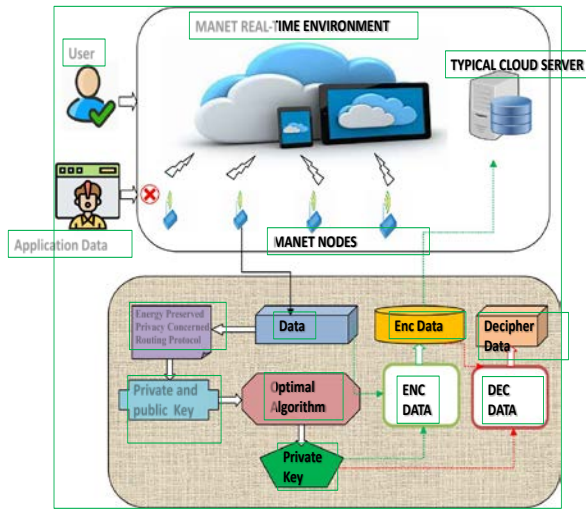 MANET REAL-TIME ENVIRONMENT
User
TYPICAL CLOUD SERVER
Application Data
MANET NODES
Energy Preserved
Privacy Concerned
Routing Protocol
Data
Enc Data
Decipher
Data
Private and
public Key
Optimal
Algorithm
ENC
DATA
DEC
DATA
Private
Key